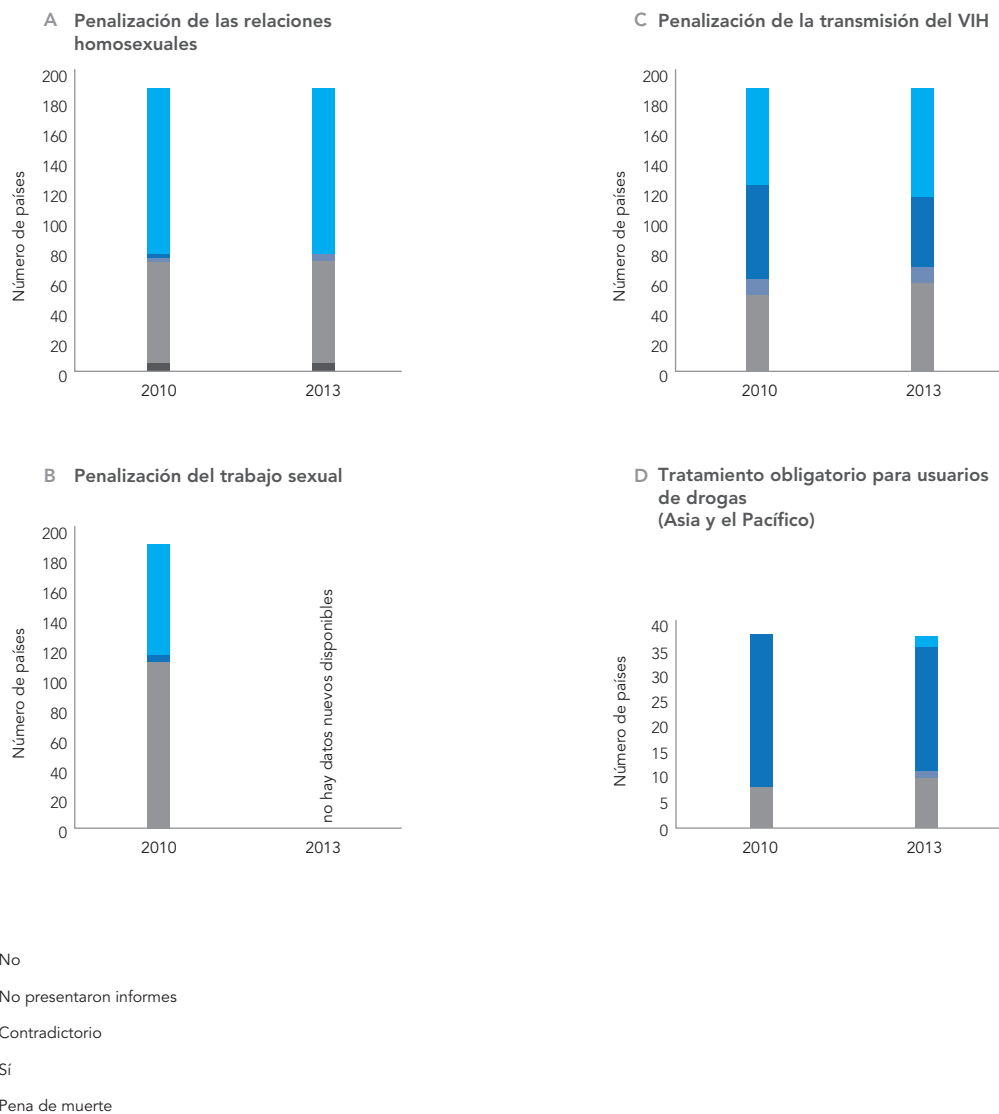 A Penalización de las relaciones
homosexuales
Número de países
200
180
160
140
120
100
80
60
40
20
0
2010
2013
B Penalización del trabajo sexual
Número de países
200
180
160
140
120
100
80
60
40
20
0
no hay datos nuevos disponibles
2010
2013
C Penalización de la transmisión del VIH
Número de países
200
180
160
140
120
100
80
60
40
20
0
2010
2013
D Tratamiento obligatorio para usuarios
de drogas
(Asia y el Pacífico)
Número de países
40
35
30
25
20
15
10
5
0
2010
2013
No
No presentaron informes
Contradictorio
Sí
Pena de muerte